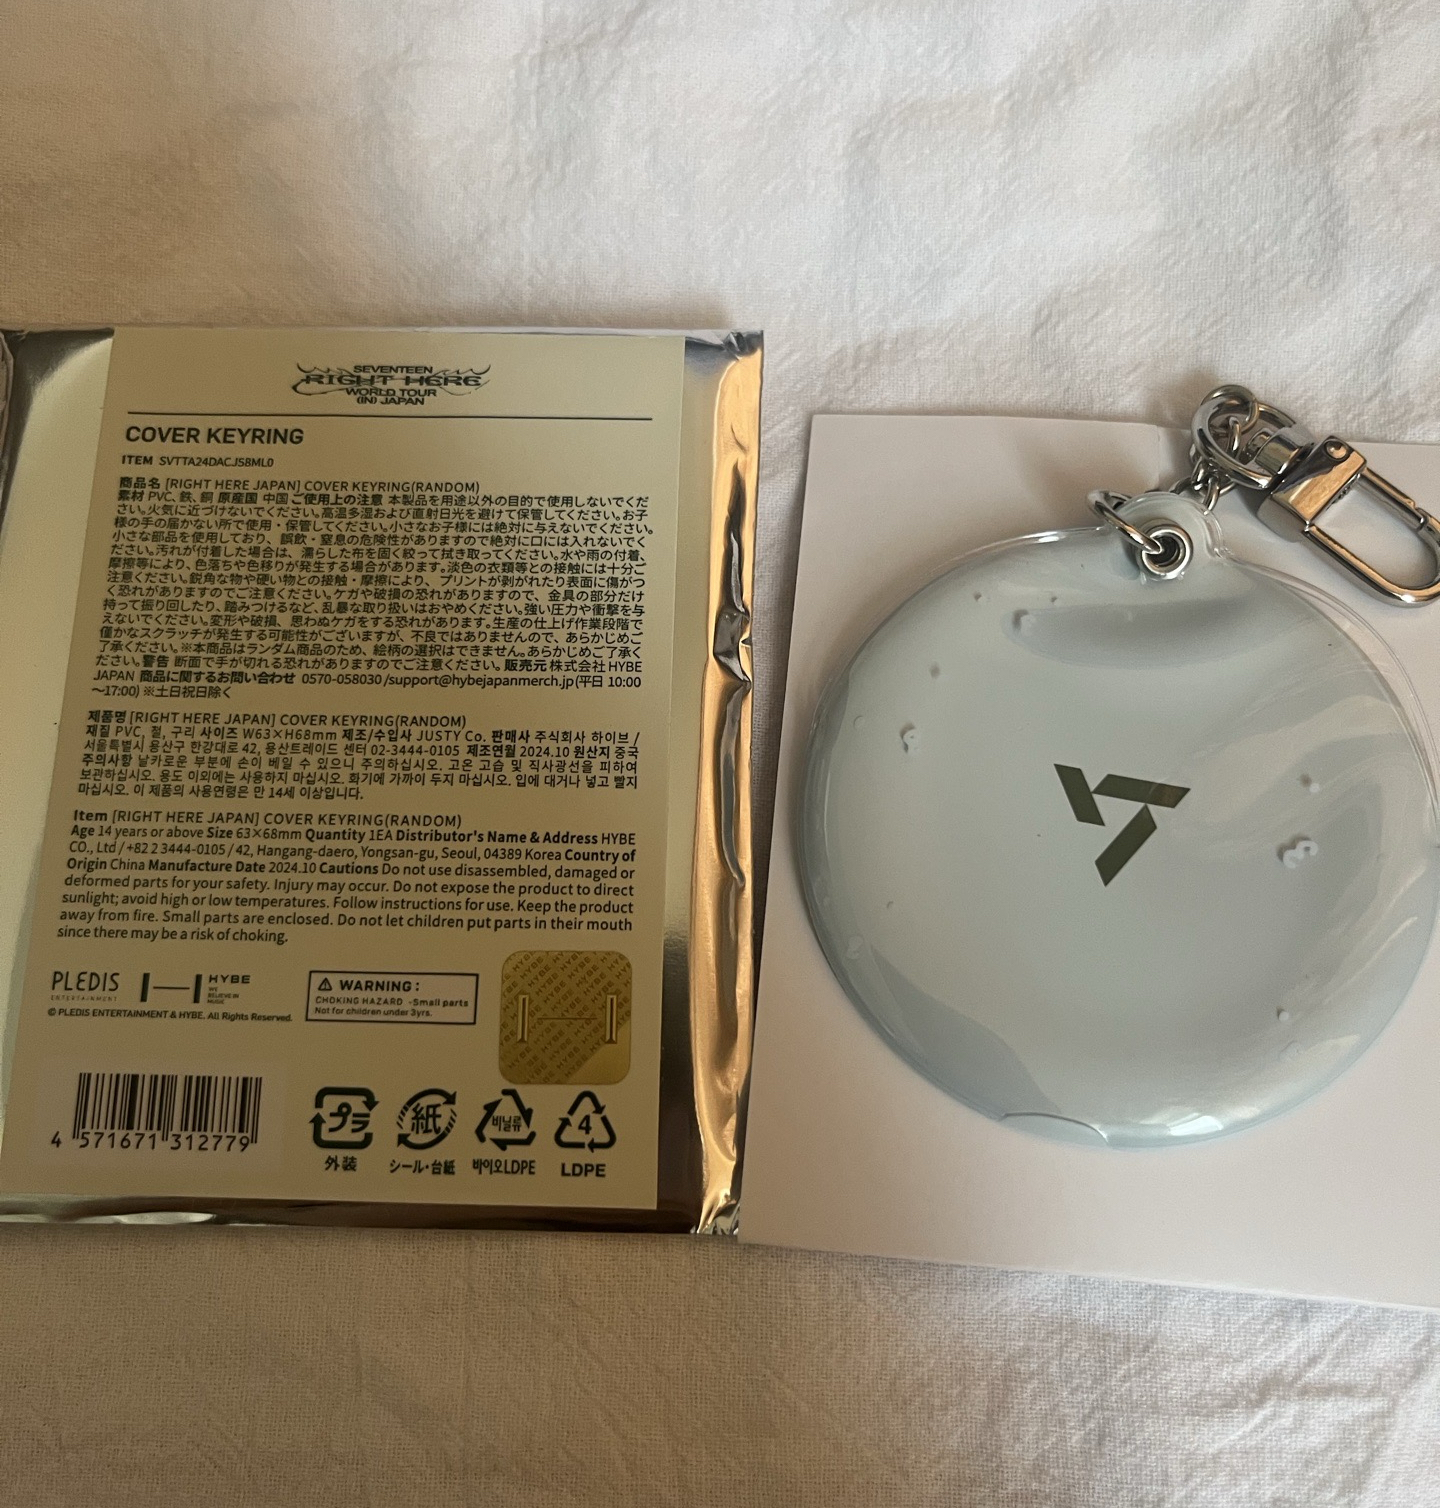 SEVENTEEN
RIGHT HERE
WORLD TOUR
(IN) JAPAN
COVER KEYRING
ITEM SVTTA24DACJSBML0
商品名 [RIGHT HERE JAPAN] COVER KEYRING(RANDOM)
素材 PVC、鉄、銅 原産国 中国 ご使用上の注意 本製品を用途以外の目的で使用しないでくだ
さい。火気に近づけないでください。高温多湿および直射日光を避けて保管してください。お子
様の手の届かない所で使用・保管してください。小さなお子様には絶対に与えないでください。
小さな部品を使用しており、誤飲・窒息の危険性がありますので絶対に口には入れないでく
ださい。汚れが付着した場合は、濡らした布を固く絞って拭き取ってください。水や雨の付着、
摩擦等により、色落ちや色移りが発生する場合があります。淡色の衣類等との接触には十分ご
注意ください。鋭角な物や硬い物との接触・摩擦により、プリントが剥がれたり表面に傷がつ
く恐れがありますのでご注意ください。ケガや破損の恐れがありますので、金具の部分だけ
持って振り回したり、踏みつけるなど、乱暴な取り扱いはおやめください。強い圧力や衝撃を与
えないでください。変形や破損、思わぬケガをする恐れがあります。生産の仕上げ作業段階で
僅かなスクラッチが発生する可能性がございますが、不良ではありませんので、あらかじめご
了承ください。※本商品はランダム商品のため、絵柄の選択はできません。あらかじめご了承く
ださい。警告 断面で手が切れる恐れがありますのでご注意ください。販売元 株式会社 HYBE
JAPAN 商品に関するお問い合わせ 0570-058030/support@hybejapanmerch.jp(平日 10:00
～17:00) ※土日祝日除く
제품명 [RIGHT HERE JAPAN] COVER KEYRING(RANDOM)
재질 PVC, 철, 구리 사이즈 W63×H68mm 제조/수입사 JUSTY Co. 판매사 주식회사 하이브 /
서울특별시 용산구 한강대로 42, 용산트레이드 센터 02-3444-0105 제조연월 2024.10 원산지 중국
주의사항 날카로운 부분에 손이 베일 수 있으니 주의하십시오. 고온 고습 및 직사광선을 피하여
보관하십시오. 용도 이외에는 사용하지 마십시오. 화기에 가까이 두지 마십시오. 입에 대거나 넣고 빨지
마십시오. 이 제품의 사용연령은 만 14세 이상입니다.
Item [RIGHT HERE JAPAN] COVER KEYRING(RANDOM)
Age 14 years or above Size 63×68mm Quantity 1EA Distributor's Name & Address HYBE
CO., Ltd / +82 2 3444-0105 / 42, Hangang-daero, Yongsan-gu, Seoul, 04389 Korea Country of
Origin China Manufacture Date 2024.10 Cautions Do not use disassembled, damaged or
deformed parts for your safety. Injury may occur. Do not expose the product to direct
sunlight; avoid high or low temperatures. Follow instructions for use. Keep the product
away from fire. Small parts are enclosed. Do not let children put parts in their mouth
since there may be a risk of choking.
PLEDIS
ENTERTAINMENT
HYBE
WE
BELIEVE IN
MUSIC
© PLEDIS ENTERTAINMENT & HYBE. All Rights Reserved.
⚠ WARNING :
CHOKING HAZARD -Small parts
Not for children under 3yrs.
HYBE HYBE HYBE
4 571671 312779
プラ
外装
紙
シール・台紙
비닐류
바이오LDPE
4
LDPE